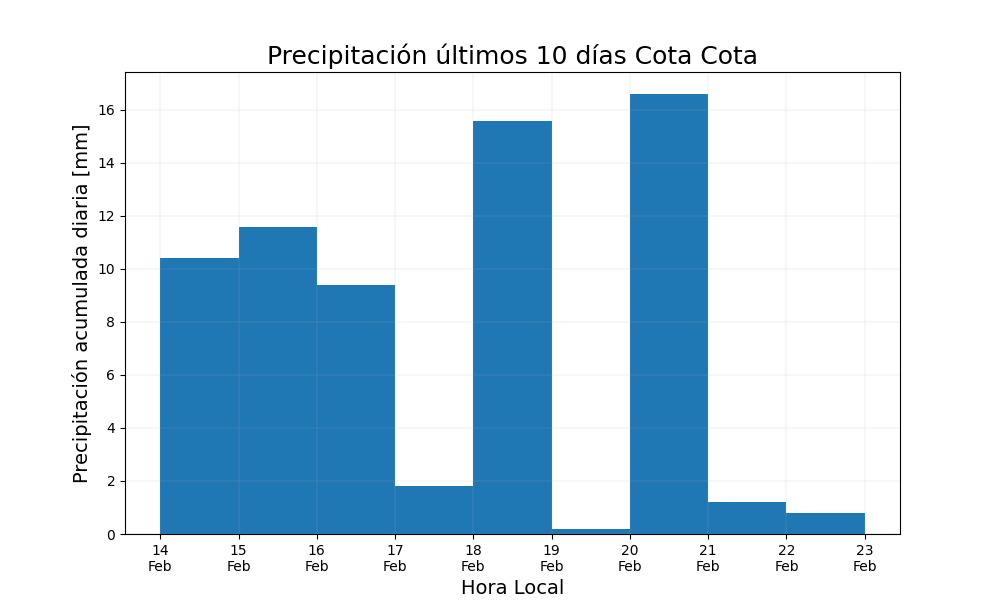 Precipitación últimos 10 días Cota Cota
Precipitación acumulada diaria [mm]
16
14
12
10
8
6
4
2
0
14 15 16 17 18 19 20 21 22 23
Feb Feb Feb Feb Feb Feb Feb Feb Feb Feb
Hora Local